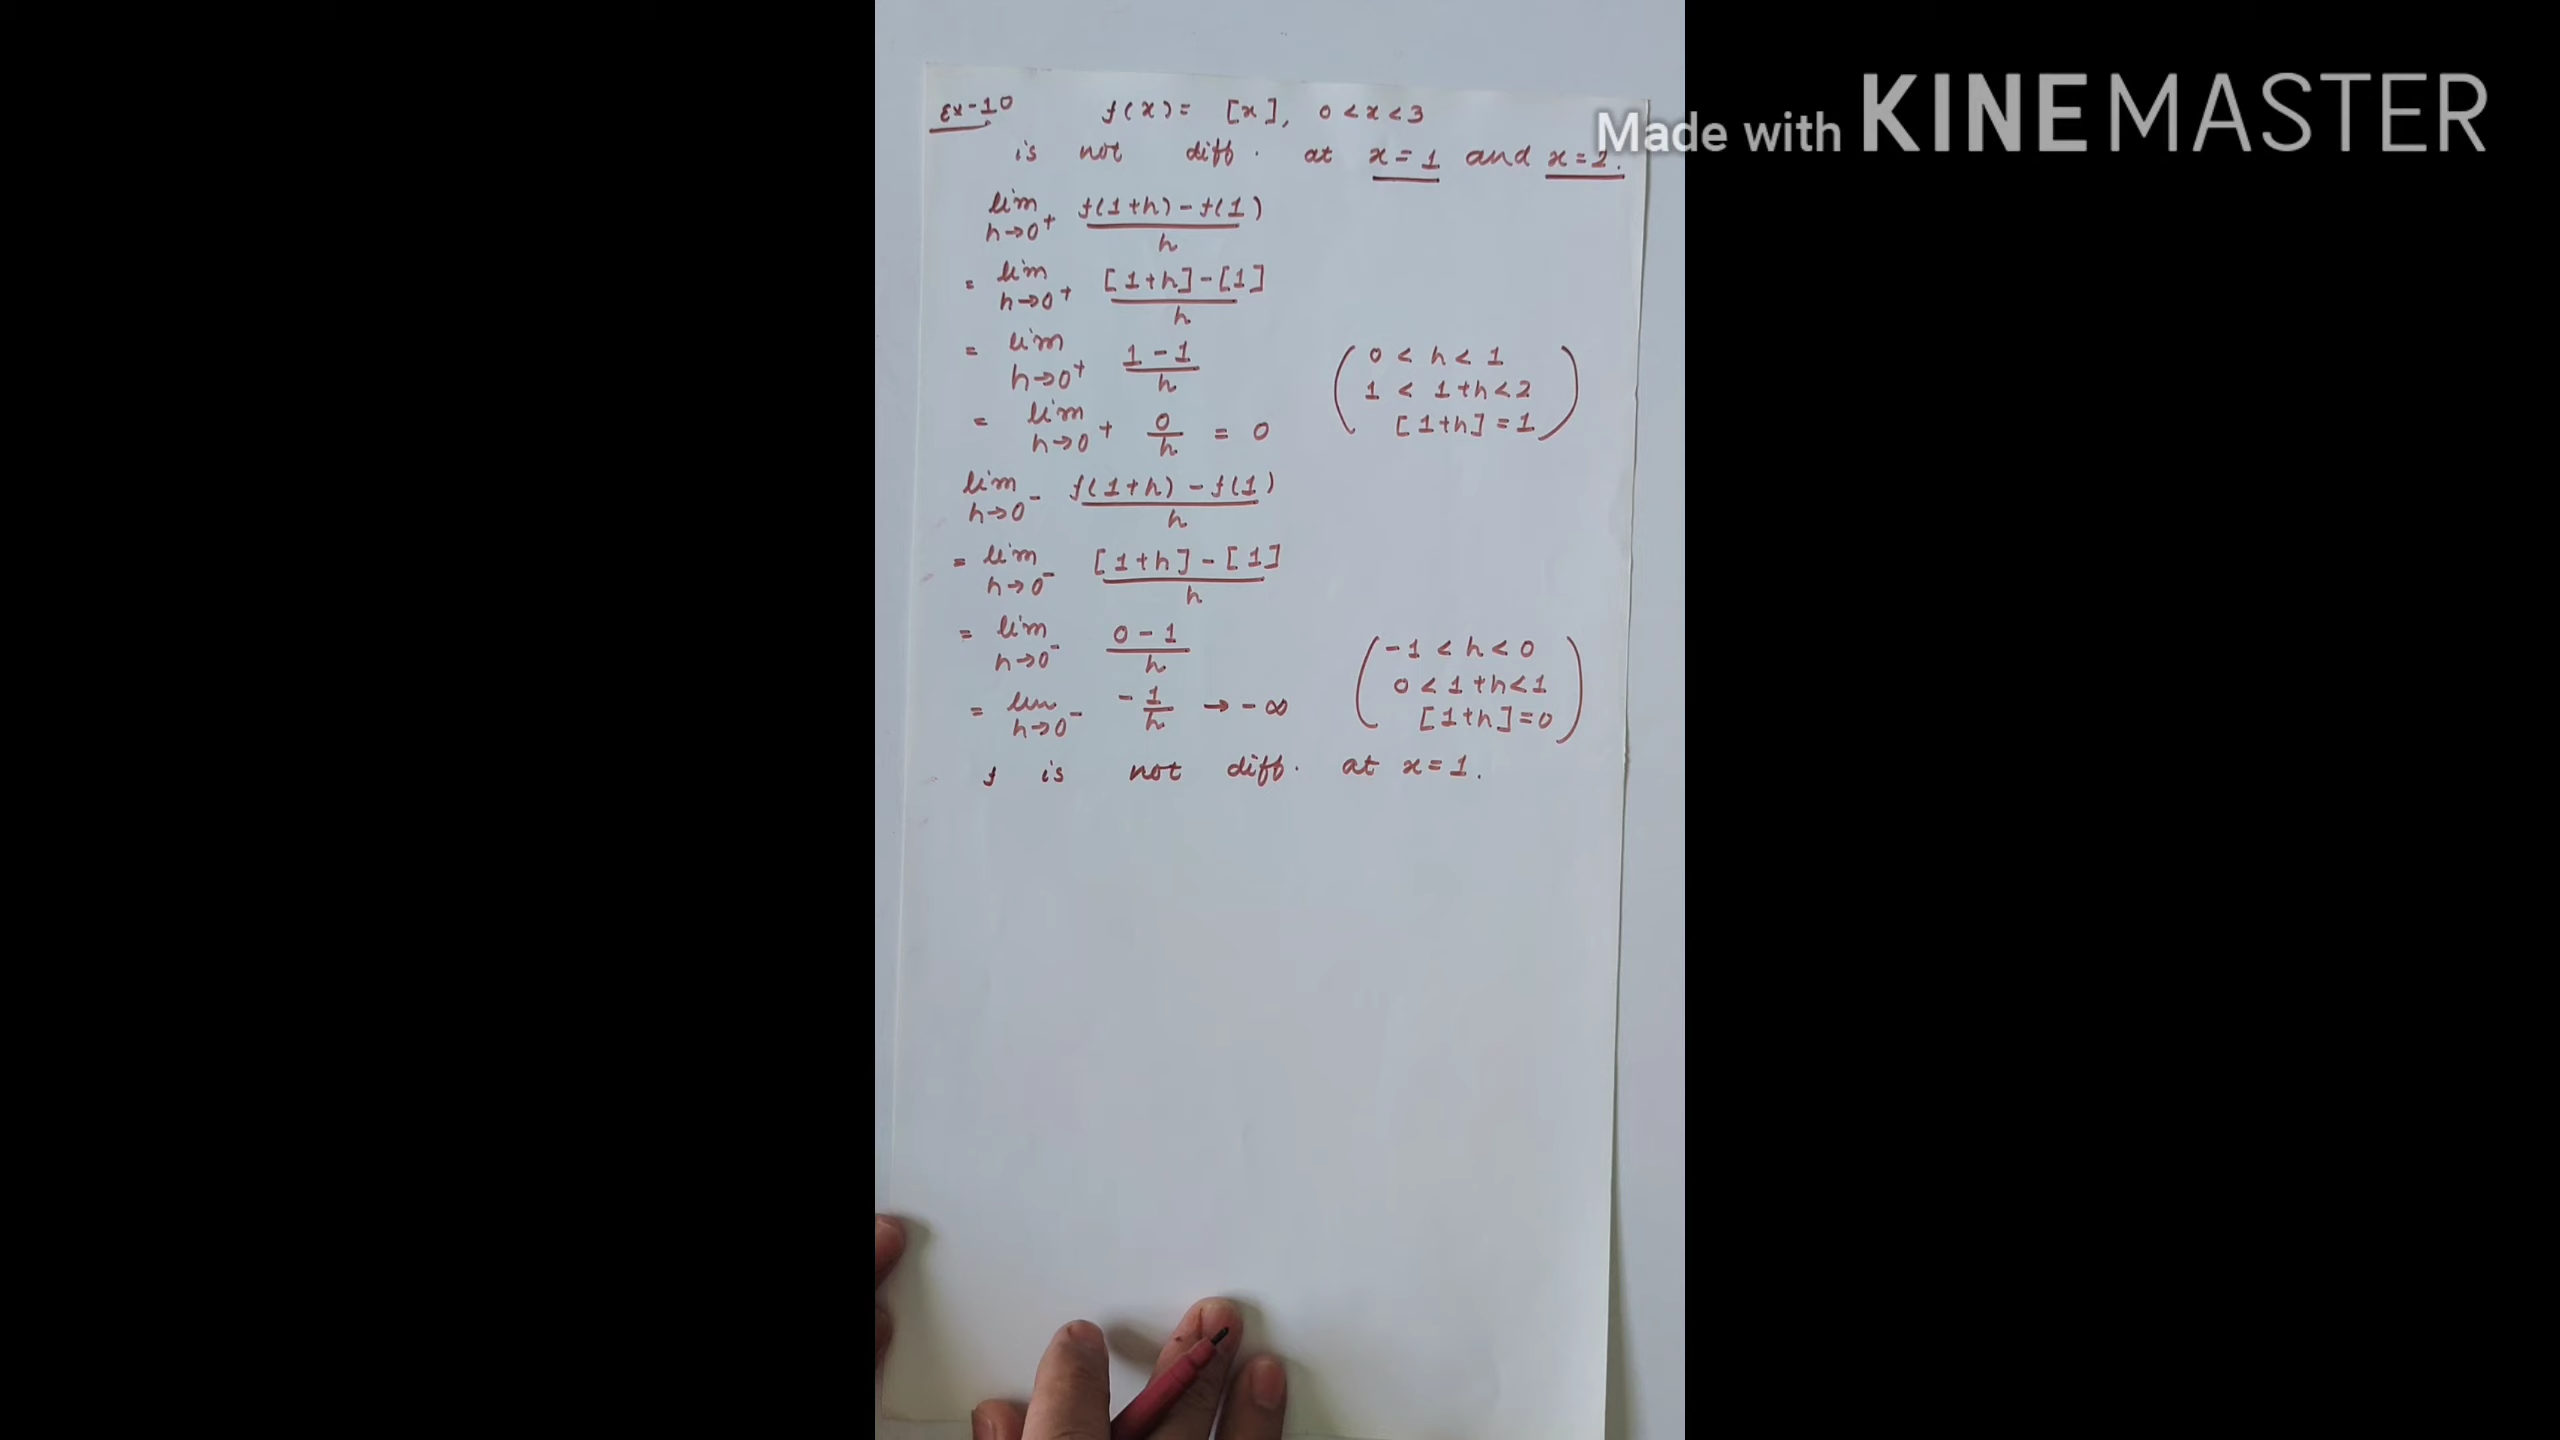 Ex-10 f(x) = [x], 0 < x < 3
is not diff. at x = 1 and x = 2.
Made with KINEMASTER
lim h→0⁺ f(1+h) - f(1) / h
= lim h→0⁺ [1+h] - [1] / h
= lim h→0⁺ 1 - 1 / h
= lim h→0⁺ 0/h = 0
( 0 < h < 1
1 < 1+h < 2
[1+h] = 1 )
lim h→0⁻ f(1+h) - f(1) / h
= lim h→0⁻ [1+h] - [1] / h
= lim h→0⁻ 0 - 1 / h
= lim h→0⁻ - 1/h → - ∞
( -1 < h < 0
0 < 1+h < 1
[1+h] = 0 )
f is not diff. at x = 1.